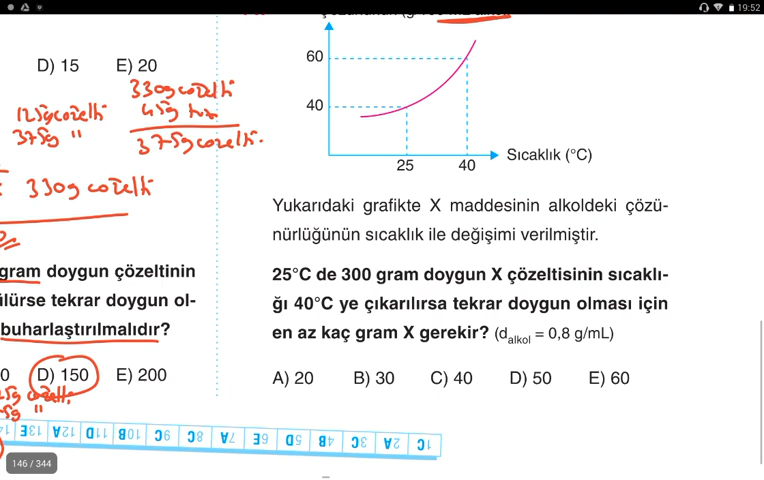 19:52
D) 15 E) 20
330g çözelti
45g tuz
375g çözelti.
125g çözelti
375g "
330g çözelti
gram doygun çözeltinin
ülürse tekrar doygun ol-
buharlaştırılmalıdır?
0 D) 150 E) 200
60
40
25 40
Sıcaklık (°C)
Yukarıdaki grafikte X maddesinin alkoldeki çözü-
nürlüğünün sıcaklık ile değişimi verilmiştir.
25°C de 300 gram doygun X çözeltisinin sıcaklı-
ğı 40°C ye çıkarılırsa tekrar doygun olması için
en az kaç gram X gerekir? (dalkol = 0,8 g/mL)
A) 20 B) 30 C) 40 D) 50 E) 60
13E 12A 11D 10B 9C 8C 7A 6E 5D 4B 3C 2A 1C
146 / 344